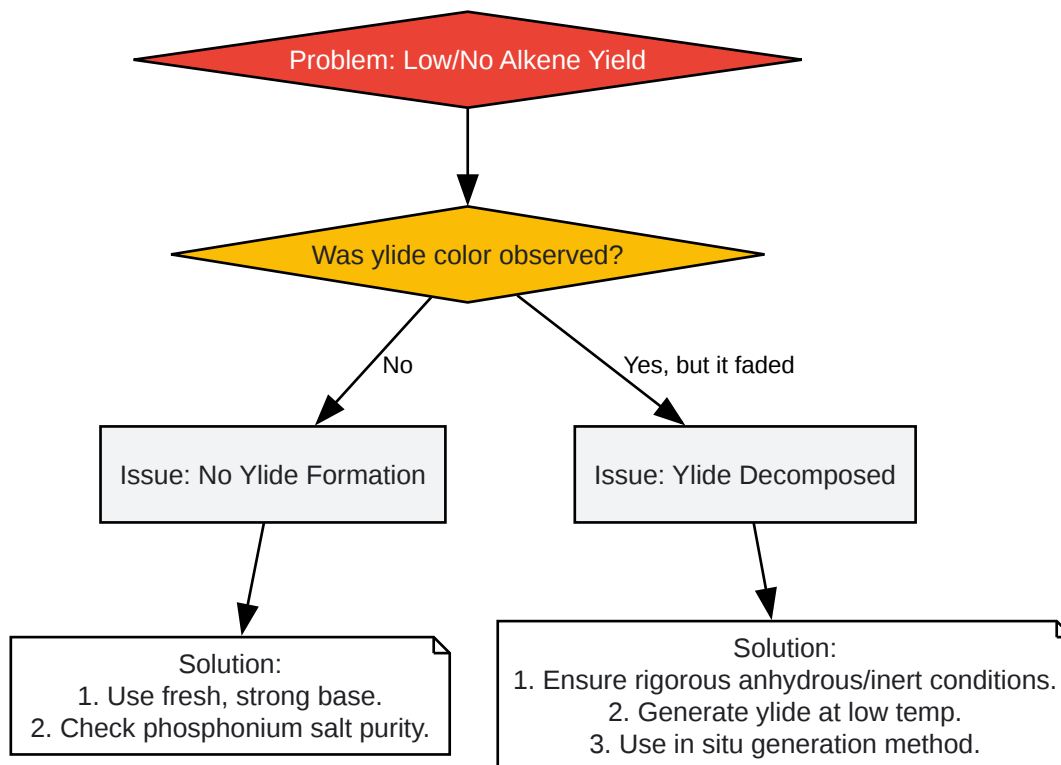 Problem: Low/No Alkene Yield
Was ylide color observed?
No
Yes, but it faded
Issue: No Ylide Formation
Issue: Ylide Decomposed
Solution:
1. Use fresh, strong base.
2. Check phosphonium salt purity.
Solution:
1. Ensure rigorous anhydrous/inert conditions.
2. Generate ylide at low temp.
3. Use in situ generation method.